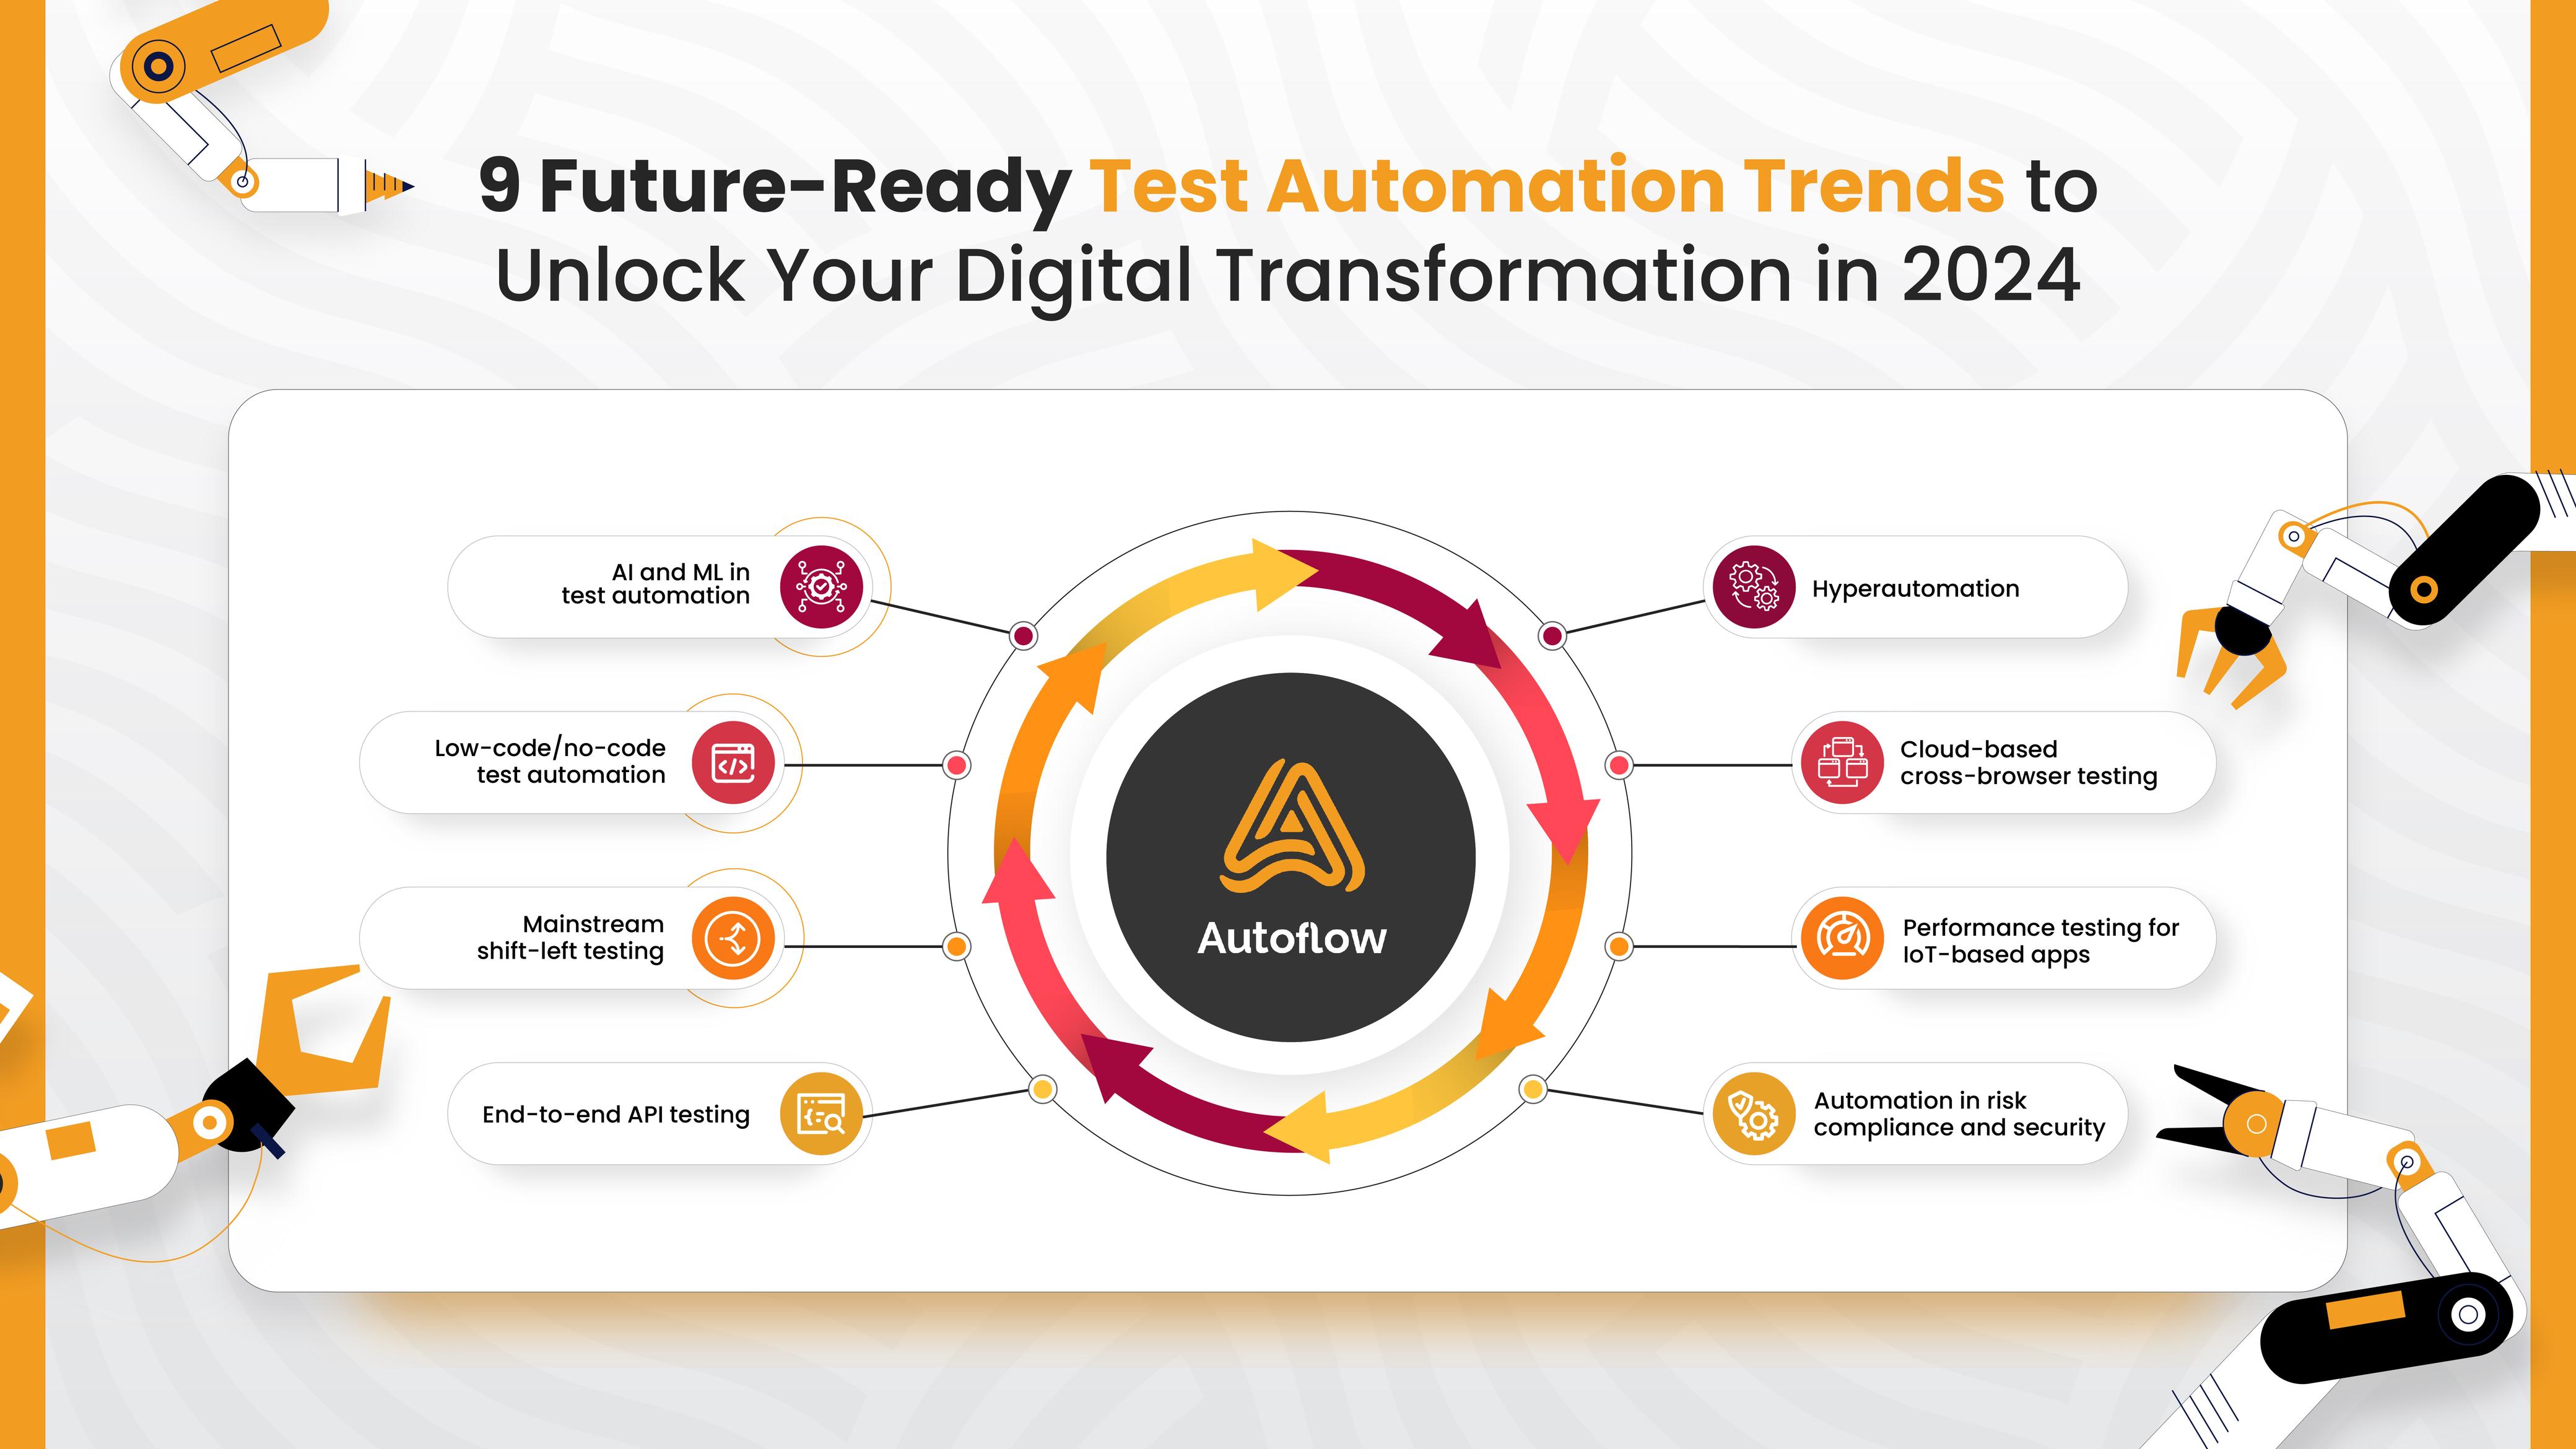 9 Future-Ready Test Automation Trends to
Unlock Your Digital Transformation in 2024
AI and ML in
test automation
Low-code/no-code
test automation
Mainstream
shift-left testing
End-to-end API testing
Autoflow
Hyperautomation
Cloud-based
cross-browser testing
Performance testing for
IoT-based apps
Automation in risk
compliance and security